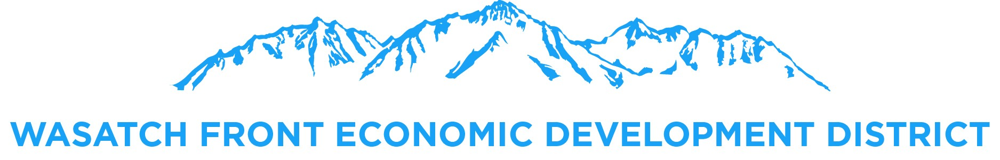 WASATCH FRONT ECONOMIC DEVELOPMENT DISTRICT